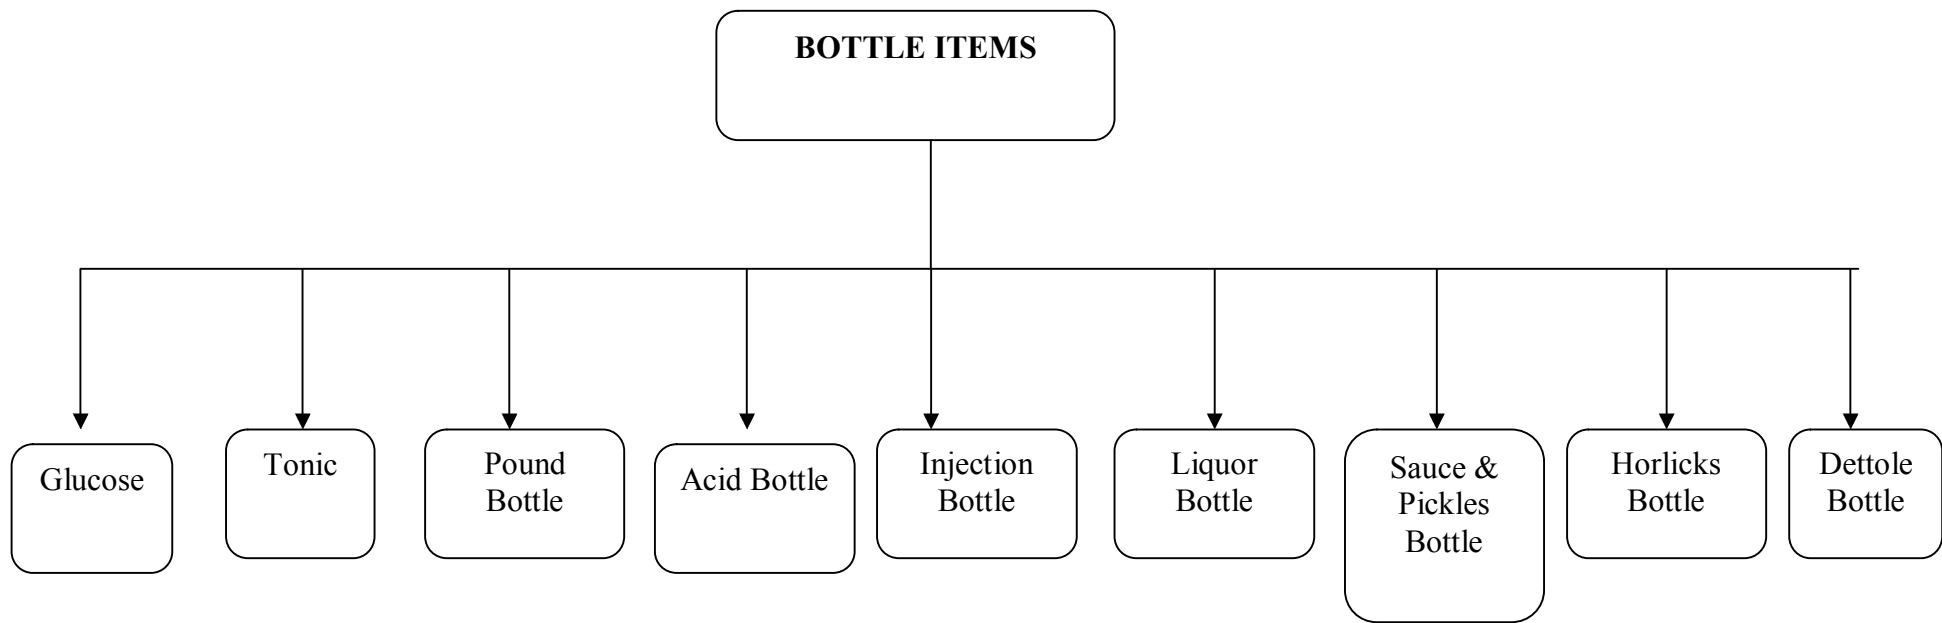 BOTTLE ITEMS
Glucose
Tonic
Pound
Bottle
Acid Bottle
Injection
Bottle
Liquor
Bottle
Sauce &
Pickles
Bottle
Horlicks
Bottle
Dettole
Bottle